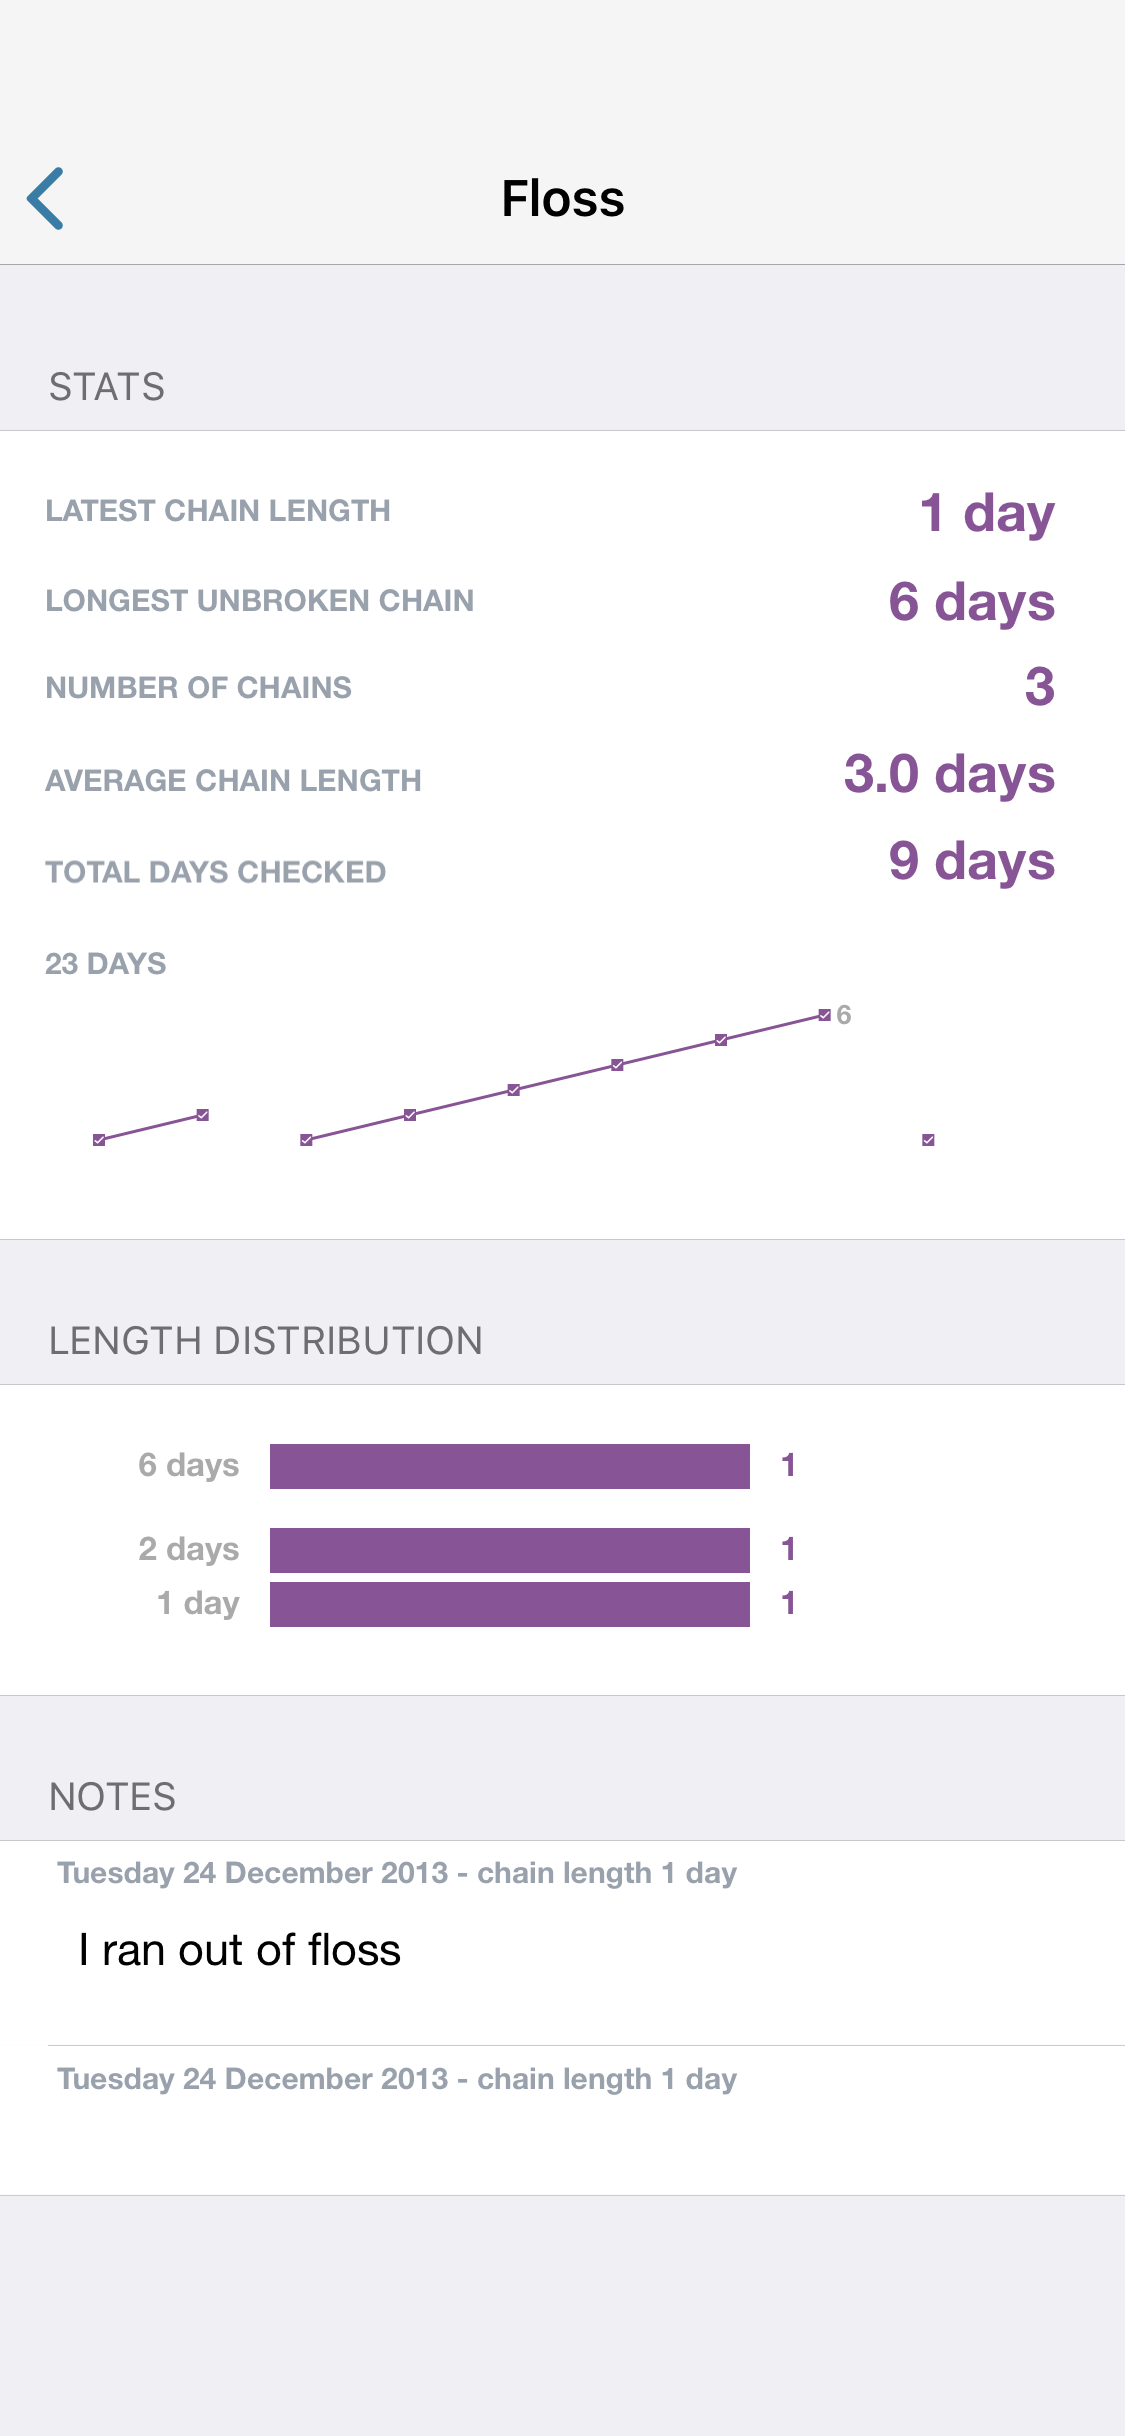 Floss
STATS
LATEST CHAIN LENGTH 1 day
LONGEST UNBROKEN CHAIN 6 days
NUMBER OF CHAINS 3
AVERAGE CHAIN LENGTH 3.0 days
TOTAL DAYS CHECKED 9 days
23 DAYS
6
LENGTH DISTRIBUTION
6 days 1
2 days 1
1 day 1
NOTES
Tuesday 24 December 2013 - chain length 1 day
I ran out of floss
Tuesday 24 December 2013 - chain length 1 day